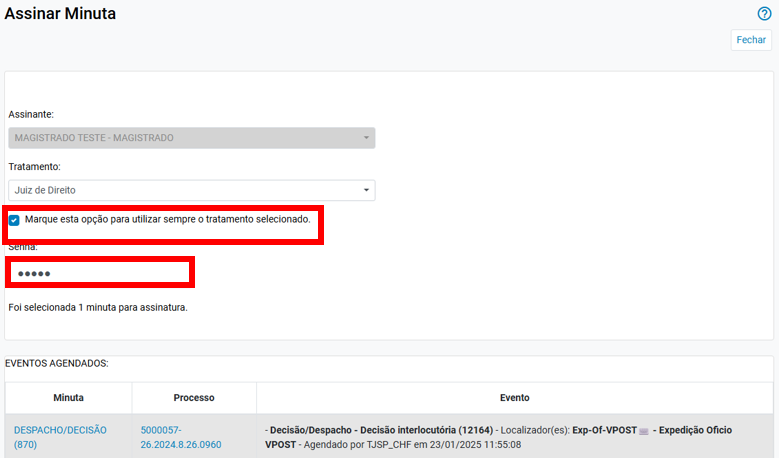 Assinar Minuta
Fechar
Assinante:
MAGISTRADO TESTE - MAGISTRADO
Tratamento:
Juiz de Direito
Marque esta opção para utilizar sempre o tratamento selecionado.
Senha:
●●●●●
Foi selecionada 1 minuta para assinatura.
EVENTOS AGENDADOS:
Minuta Processo Evento
DESPACHO/DECISÃO 5000057- - Decisão/Despacho - Decisão interlocutória (12164) - Localizador(es): Exp-Of-VPOST - Expedição Oficio
(870) 26.2024.8.26.0960 VPOST - Agendado por TJSP_CHF em 23/01/2025 11:55:08